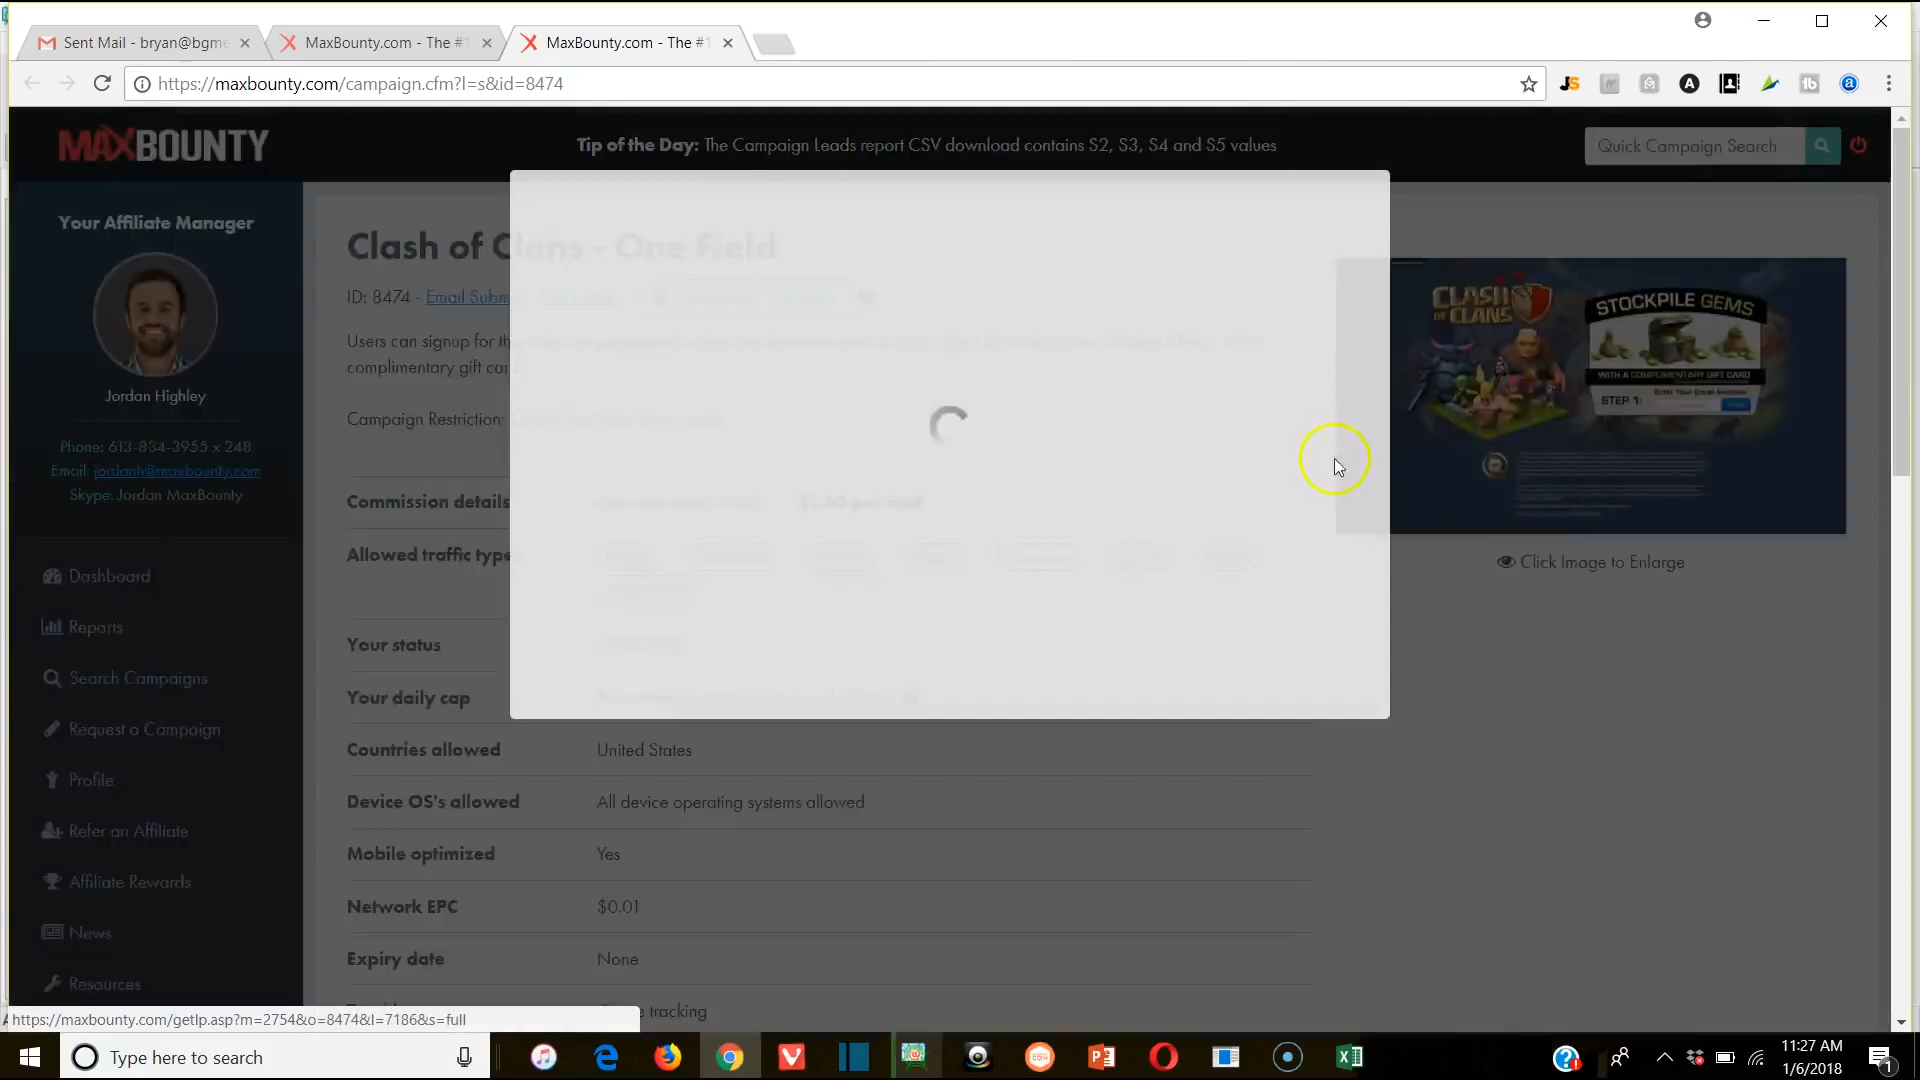 Sent Mail - bryan@bgme
MaxBounty.com - The #1
MaxBounty.com - The #1
https://maxbounty.com/campaign.cfm?l=s&id=8474
MAXBOUNTY
Tip of the Day: The Campaign Leads report CSV download contains S2, S3, S4 and S5 values
Quick Campaign Search
Your Affiliate Manager
Jordan Highley
Phone: 613-834-3955 x 248
Email: jordanh@maxbounty.com
Skype: Jordan MaxBounty
Dashboard
Reports
Search Campaigns
Request a Campaign
Profile
Refer an Affiliate
Affiliate Rewards
News
Resources
Clash of Clans - One Field
ID: 8474 - Email Subm
Users can signup for th
complimentary gift car
Campaign Restriction:
Commission details
Allowed traffic types
Your status
Your daily cap
Countries allowed United States
Device OS's allowed All device operating systems allowed
Mobile optimized Yes
Network EPC $0.01
Expiry date None
tracking
CLASH OF CLANS
STOCKPILE GEMS
WITH A COMPLIMENTARY GIFT CARD
STEP 1:
Click Image to Enlarge
https://maxbounty.com/getlp.asp?m=2754&o=8474&l=7186&s=full
Type here to search
11:27 AM
1/6/2018
1